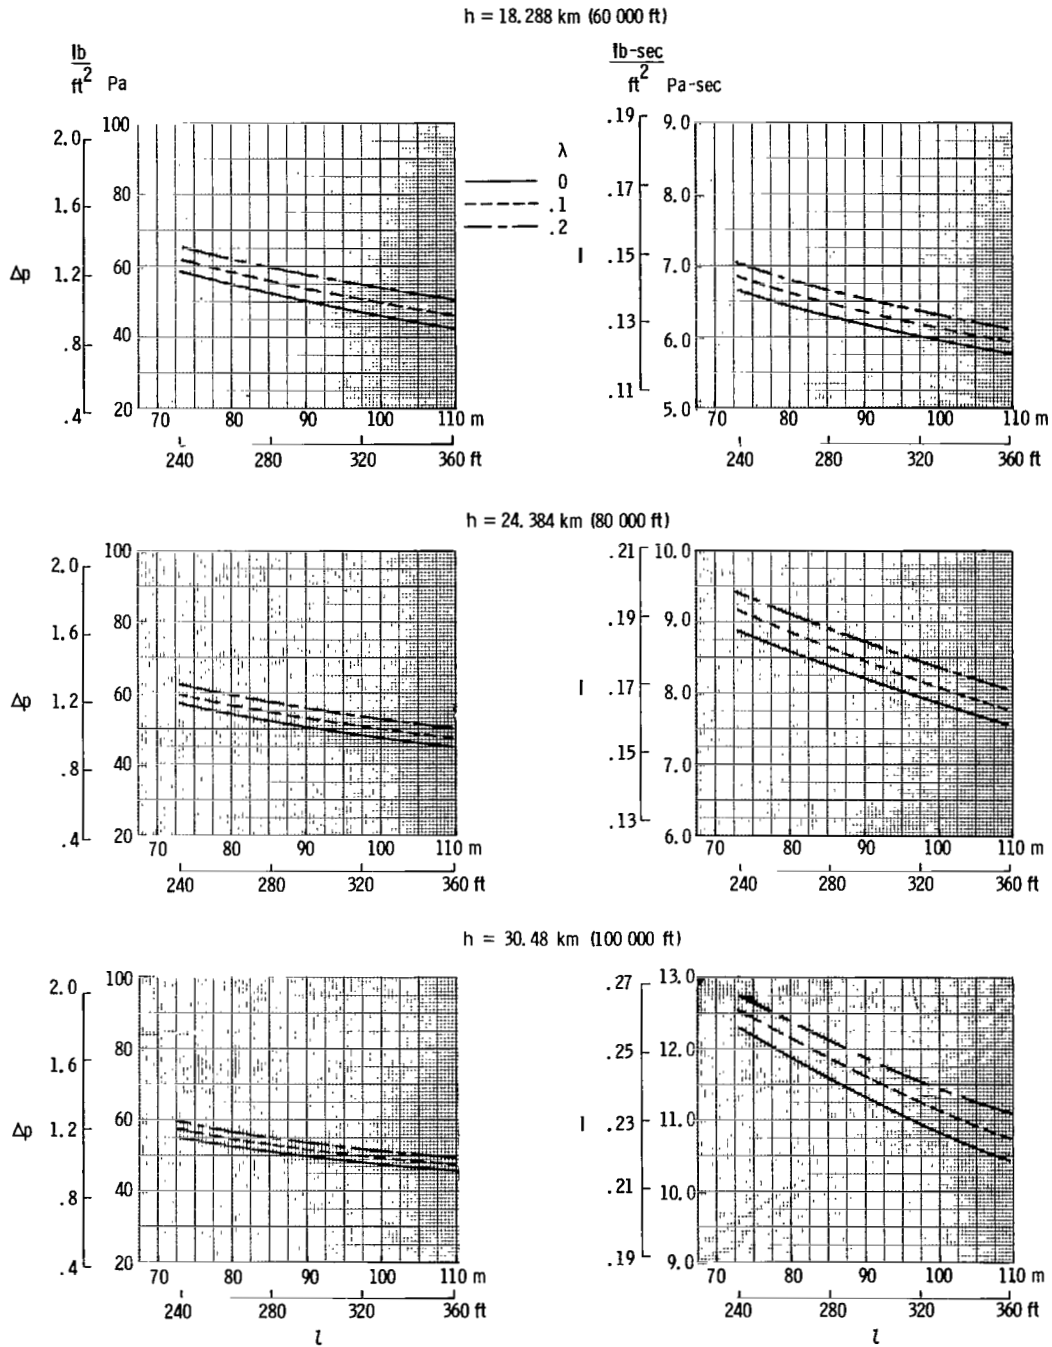 h = 18.288 km (60 000 ft)
lb
ft2 Pa
lb-sec
ft2 Pa-sec
100
2.0
80
1.6
60
Δp 1.2
40
.8
20
.4
70 80 90 100 110 m
240 280 320 360 ft
λ
0
.1
.2
.19 9.0
8.0
.17
I .15
7.0
.13
6.0
.11
5.0
70 80 90 100 110 m
240 280 320 360 ft
h = 24.384 km (80 000 ft)
100
2.0
80
1.6
60
Δp 1.2
40
.8
20
.4
70 80 90 100 110 m
240 280 320 360 ft
.21 10.0
.19 9.0
I .17 8.0
.15
7.0
.13
6.0
70 80 90 100 110 m
240 280 320 360 ft
h = 30.48 km (100 000 ft)
100
2.0
80
1.6
60
Δp 1.2
40
.8
20
.4
70 80 90 100 110 m
240 280 320 360 ft
l
.27 13.0
.25 12.0
I .23 11.0
.21 10.0
.19 9.0
70 80 90 100 110 m
240 280 320 360 ft
l